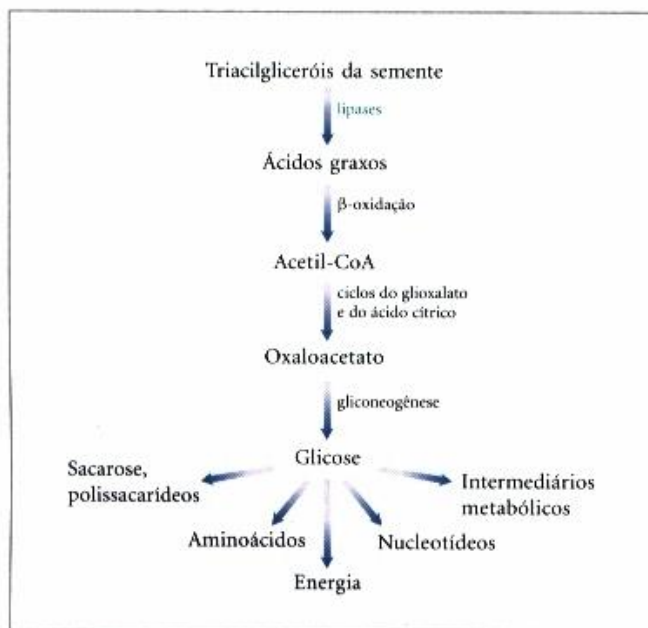 Triacilgliceróis da semente
lipases
Ácidos graxos
β-oxidação
Acetil-CoA
ciclos do glioxalato
e do ácido cítrico
Oxaloacetato
gliconeogênese
Glicose
Sacarose,
polissacarídeos
Intermediários
metabólicos
Aminoácidos
Nucleotídeos
Energia